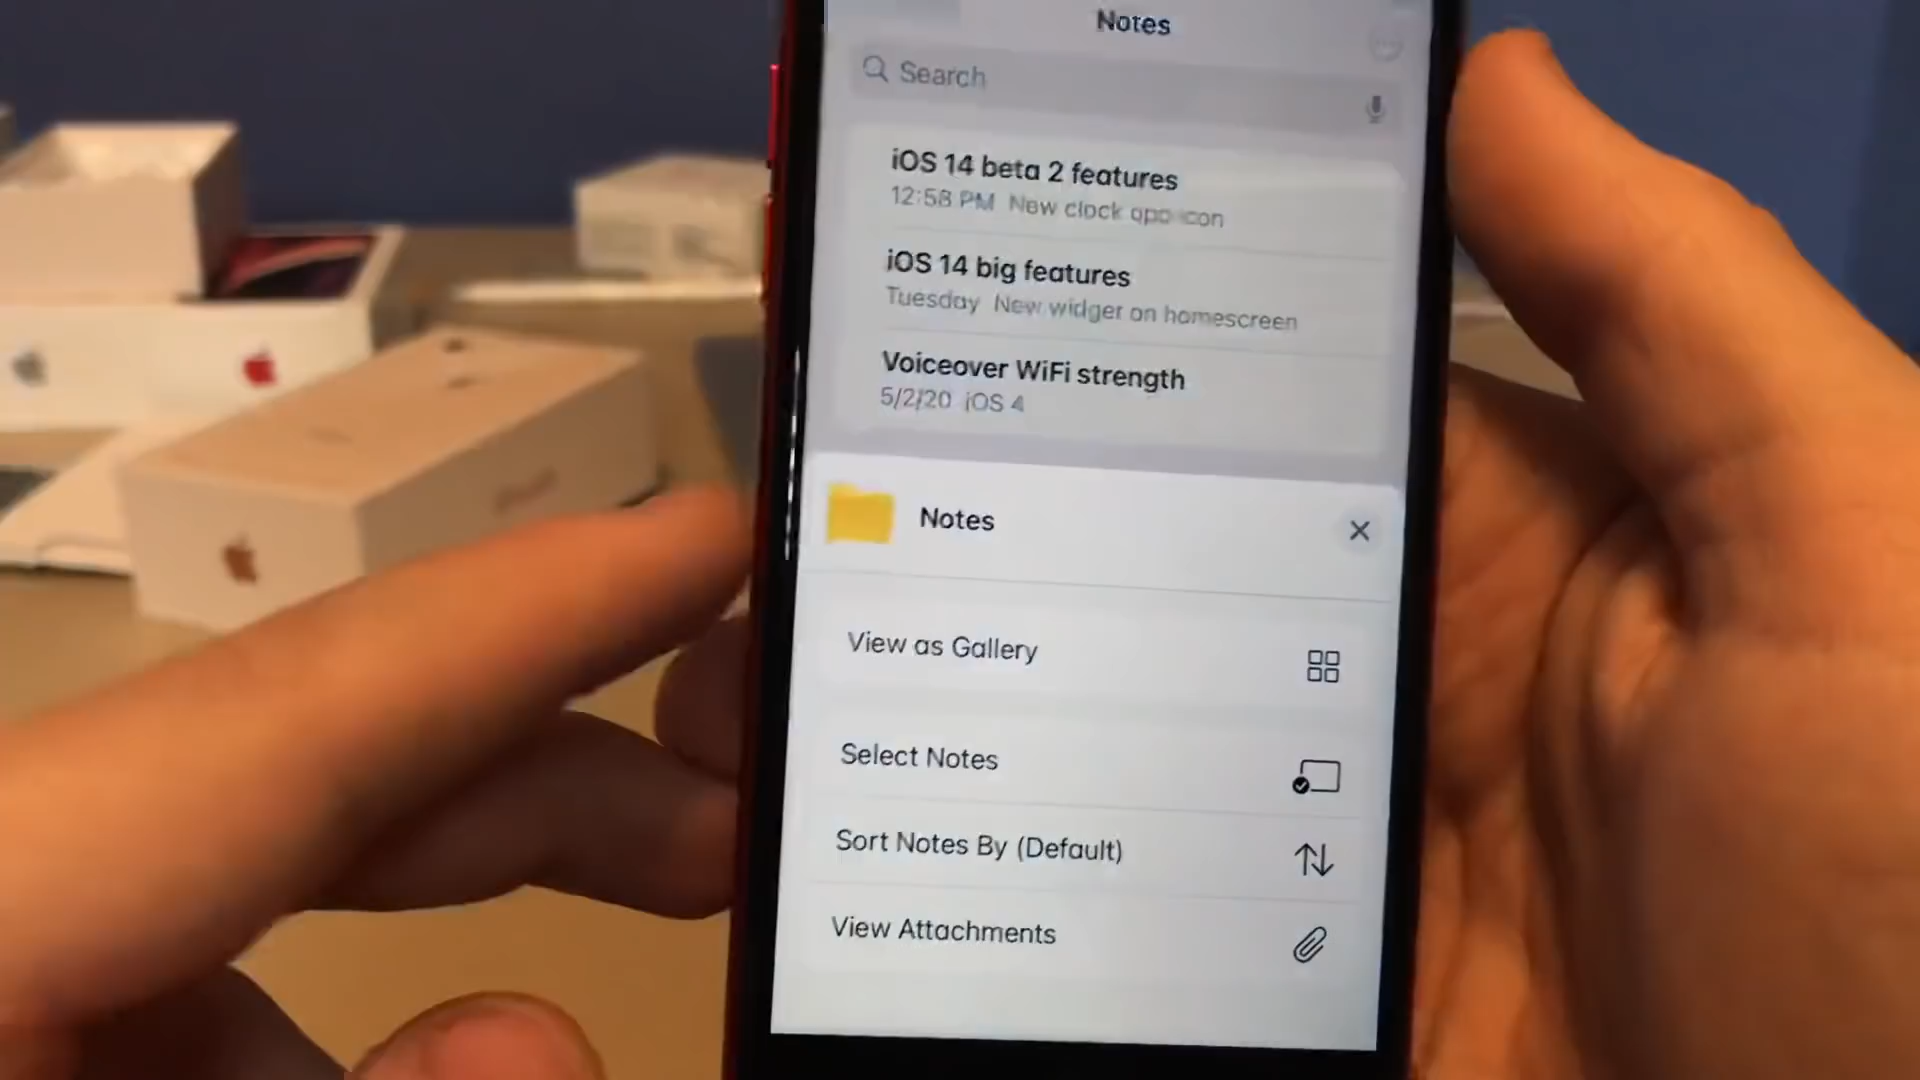 Notes
Search
iOS 14 beta 2 features
12:58 PM New clock app icon
iOS 14 big features
Tuesday New widget on homescreen
Voiceover WiFi strength
5/2/20 iOS 4
Notes
View as Gallery
Select Notes
Sort Notes By (Default)
View Attachments